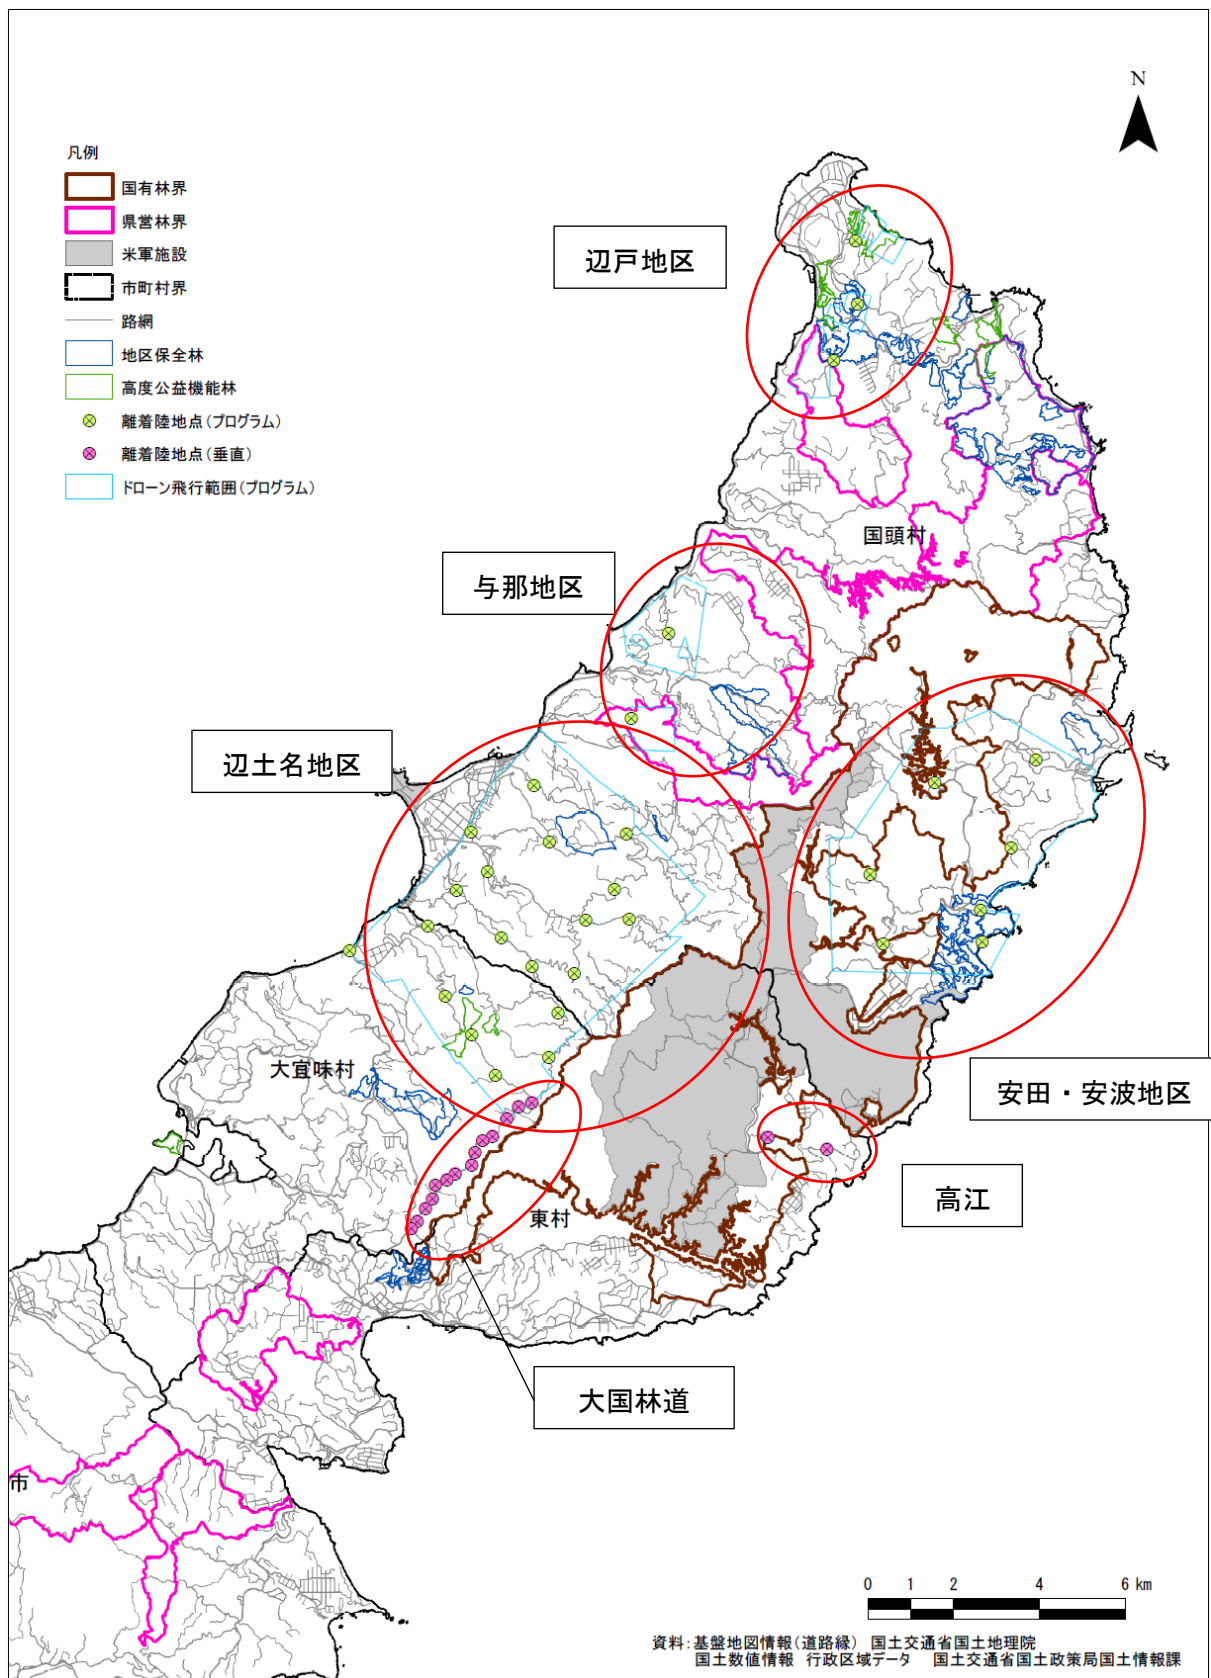 N
凡例
国有林界
県営林界
米軍施設
市町村界
路網
地区保全林
高度公益機能林
離着陸地点(プログラム)
離着陸地点(垂直)
ドローン飛行範囲(プログラム)
辺戸地区
国頭村
与那地区
辺土名地区
大宜味村
安田・安波地区
高江
東村
大国林道
市
0 1 2 4 6 km
資料:基盤地図情報(道路縁) 国土交通省国土地理院
国土数値情報 行政区域データ 国土交通省国土政策局国土情報課